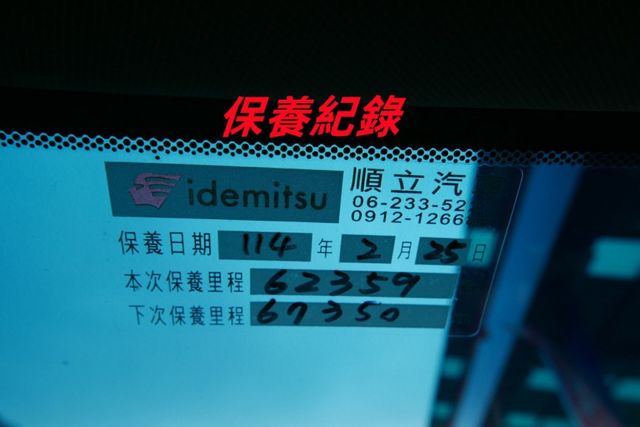 保養紀錄
idemitsu
順立汽
06-233-52
0912-1266
保養日期 114 年 2 月 25 日
本次保養里程 62359
下次保養里程 67350